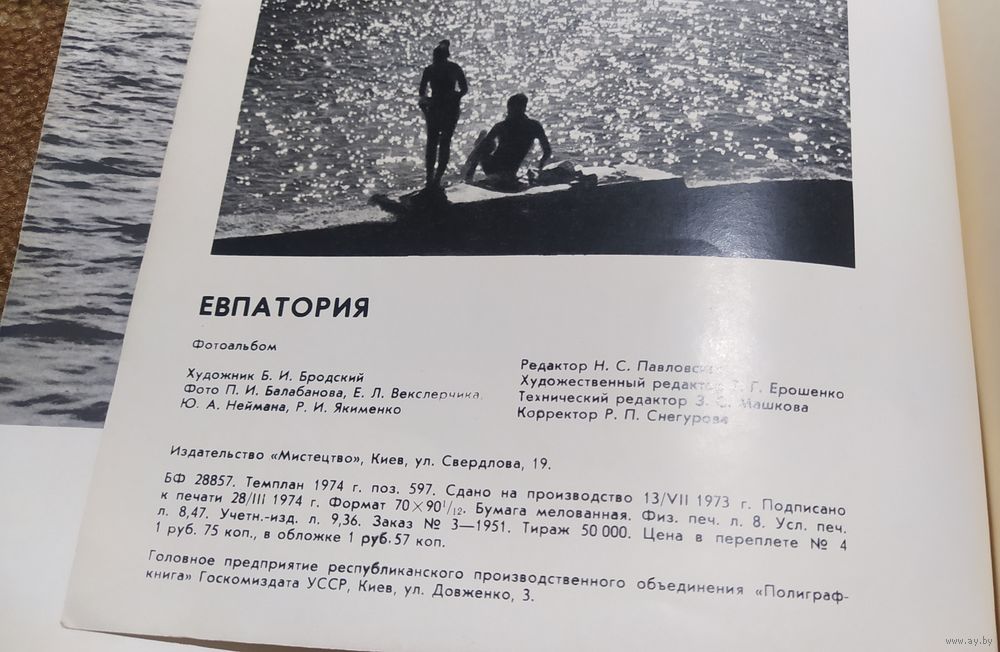 ЕВПАТОРИЯ
Фотоальбом
Художник Б. И. Бродский
Фото П. И. Балабанова, Е. Л. Векслерчика,
Ю. А. Неймана, Р. И. Якименко
Редактор Н. С.
Художественный редактор Г. Ерошенко
Технический редактор З. С. Машкова
Корректор Р. П. Снегурова
Издательство «Мистецтво», Киев, ул. Свердлова, 19.
БФ 28857. Темплан 1974 г. поз. 597. Сдано на производство 13/VII 1973 г. Подписано
к печати 28/III 1974 г. Формат 70×90¹/₁₂. Бумага мелованная. Физ. печ. л. 8. Усл. печ.
л. 8,47. Учетн.-изд. л. 9,36. Заказ № 3—1951. Тираж 50 000. Цена в переплете № 4
1 руб. 75 коп., в обложке 1 руб. 57 коп.
Головное предприятие республиканского производственного объединения «Полиграф-
книга» Госкомиздата УССР, Киев, ул. Довженко, 3.
www.ay.by